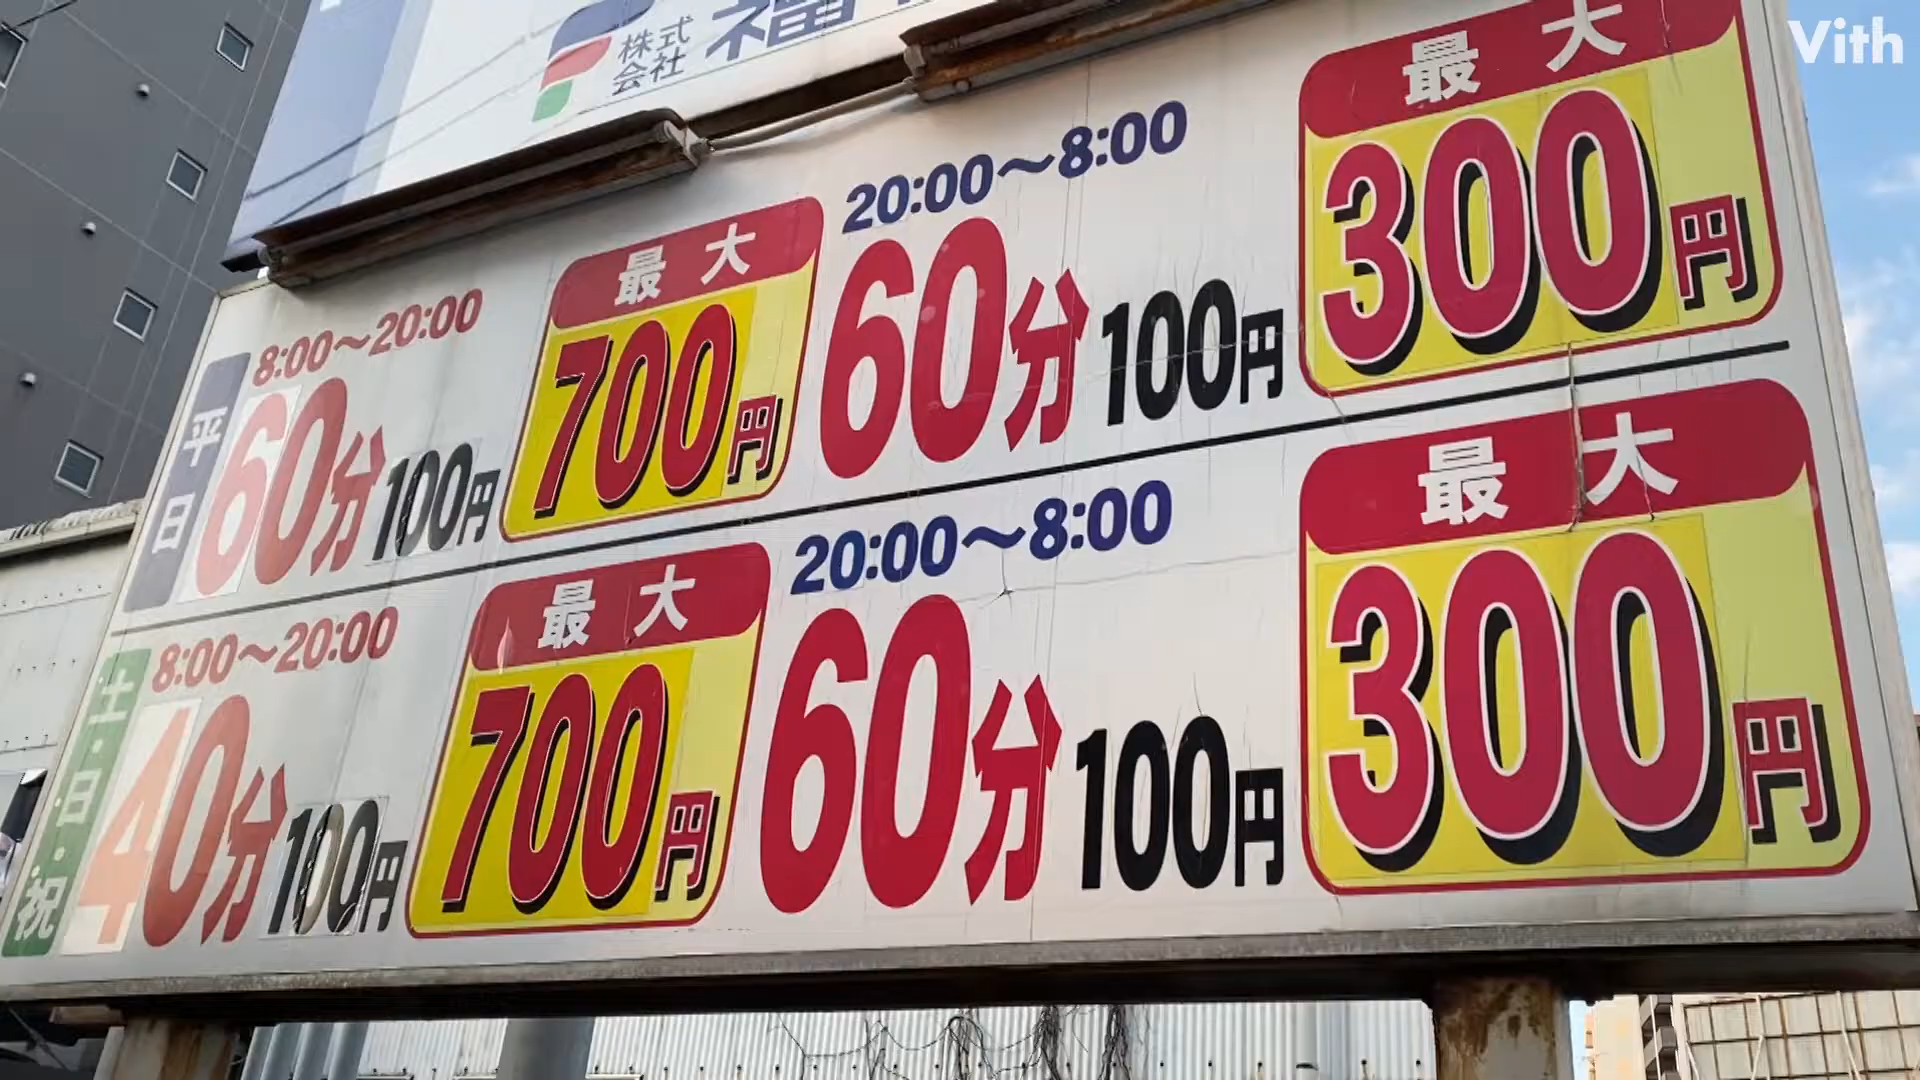 Vith
株式会社
福
平日
8:00～20:00
60分 100円
最大
700円
20:00～8:00
60分 100円
最大
300円
土・日・祝
8:00～20:00
40分 100円
最大
700円
20:00～8:00
60分 100円
最大
300円